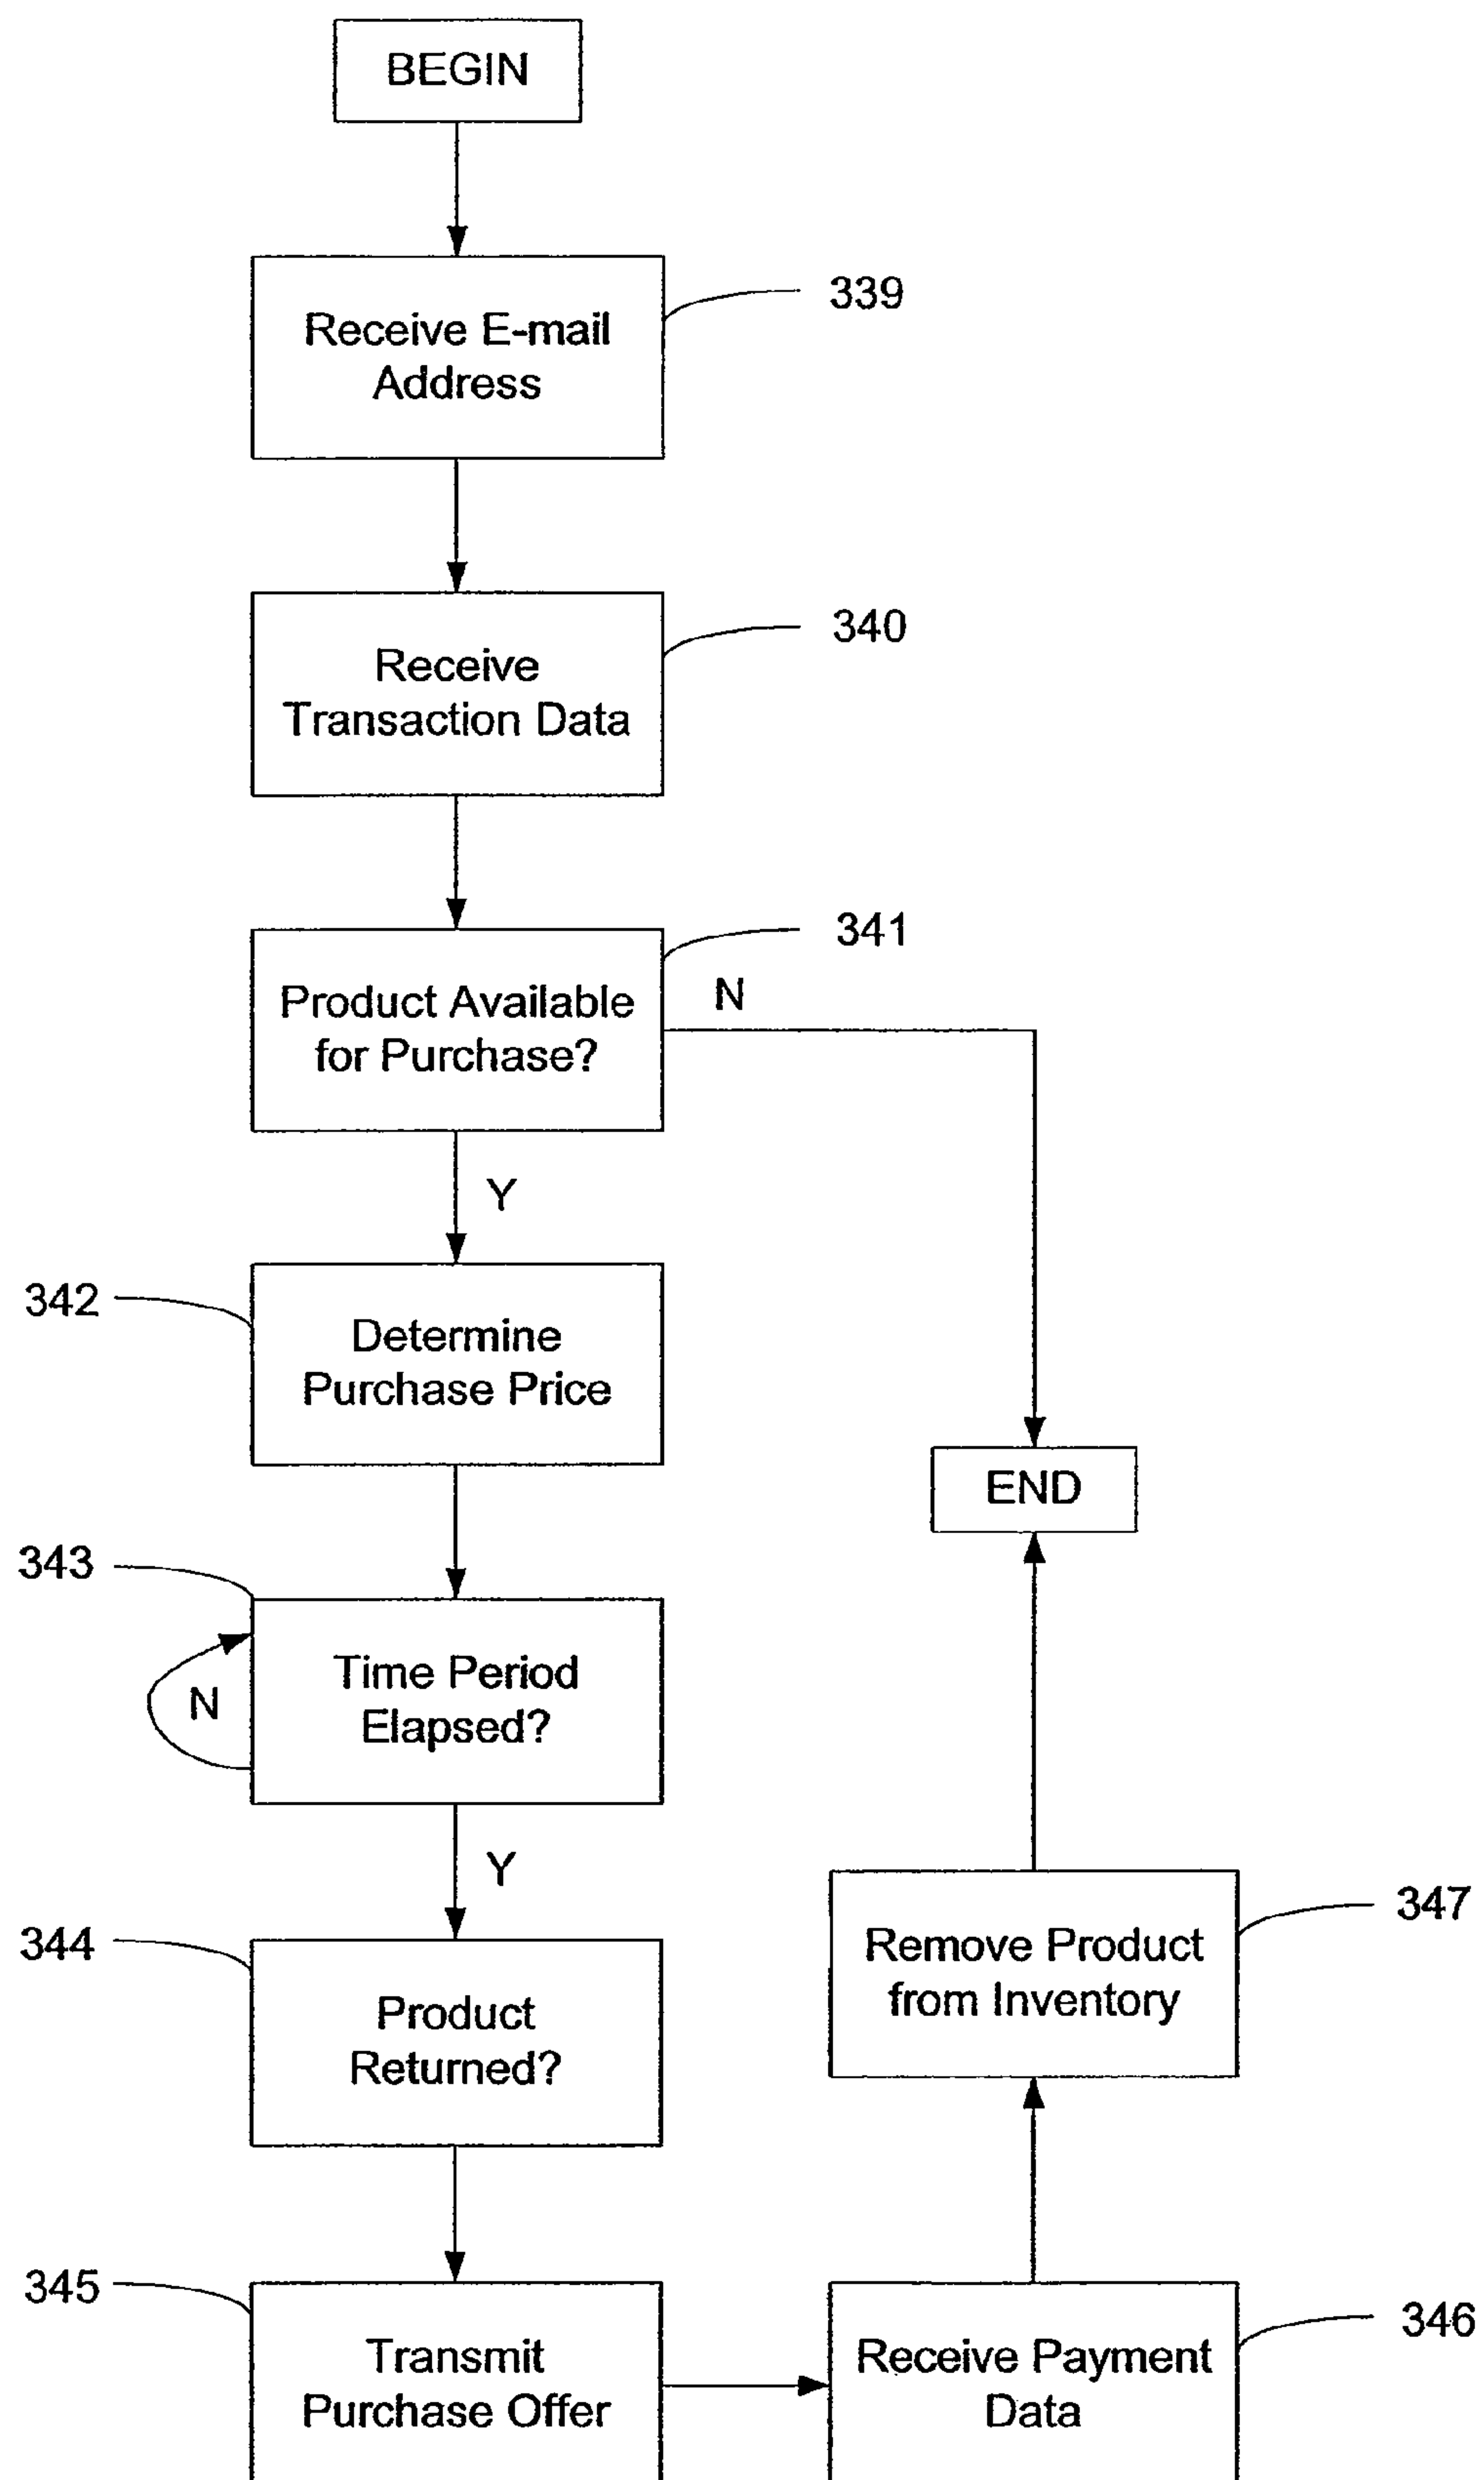 BEGIN
Receive E-mail
Address
339
Receive
Transaction Data
340
Product Available
for Purchase?
341
N
Y
342
Determine
Purchase Price
END
343
Time Period
Elapsed?
N
Y
344
Product
Returned?
Remove Product
from Inventory
347
345
Transmit
Purchase Offer
Receive Payment
Data
346